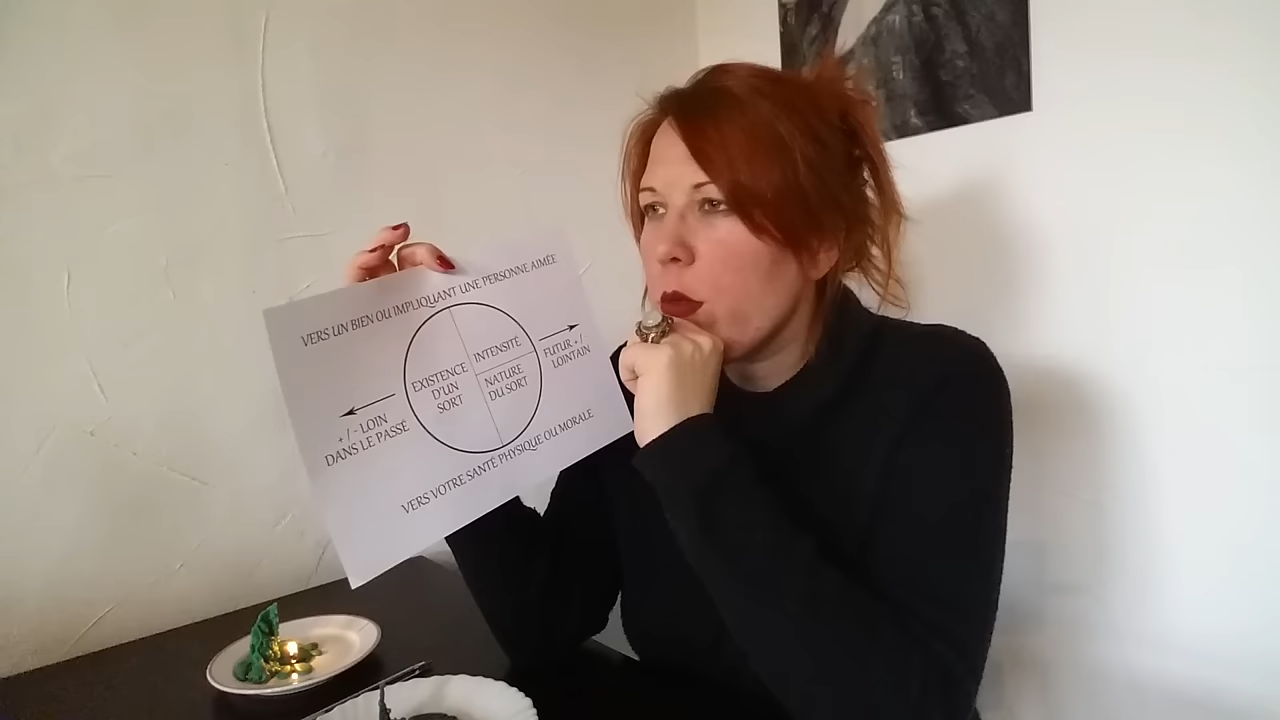 VERS UN BIEN OU IMPLIQUANT UNE PERSONNE AIMÉE
EXISTENCE
D'UN
SORT
INTENSITÉ
NATURE
DU SORT
FUTUR + / -
LOINTAIN
+ / - LOIN
DANS LE PASSÉ
VERS VOTRE SANTÉ PHYSIQUE OU MORALE